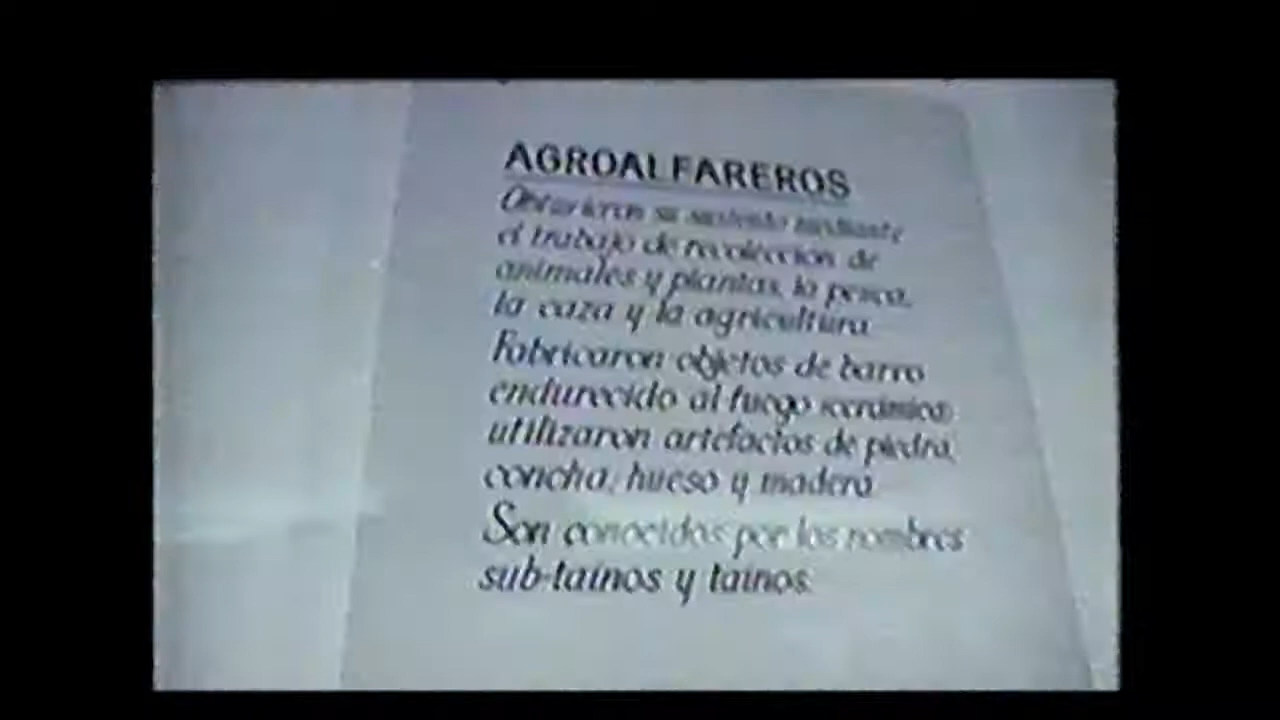 AGROALFAREROS
Obtuvieron su sustento mediante
el trabajo de recolección de
animales y plantas, la pesca,
la caza y la agricultura.
Fabricaron objetos de barro
endurecido al fuego (cerámica)
utilizaron artefactos de piedra,
concha, hueso y madera.
Son conocidos por los nombres
sub-taínos y taínos.